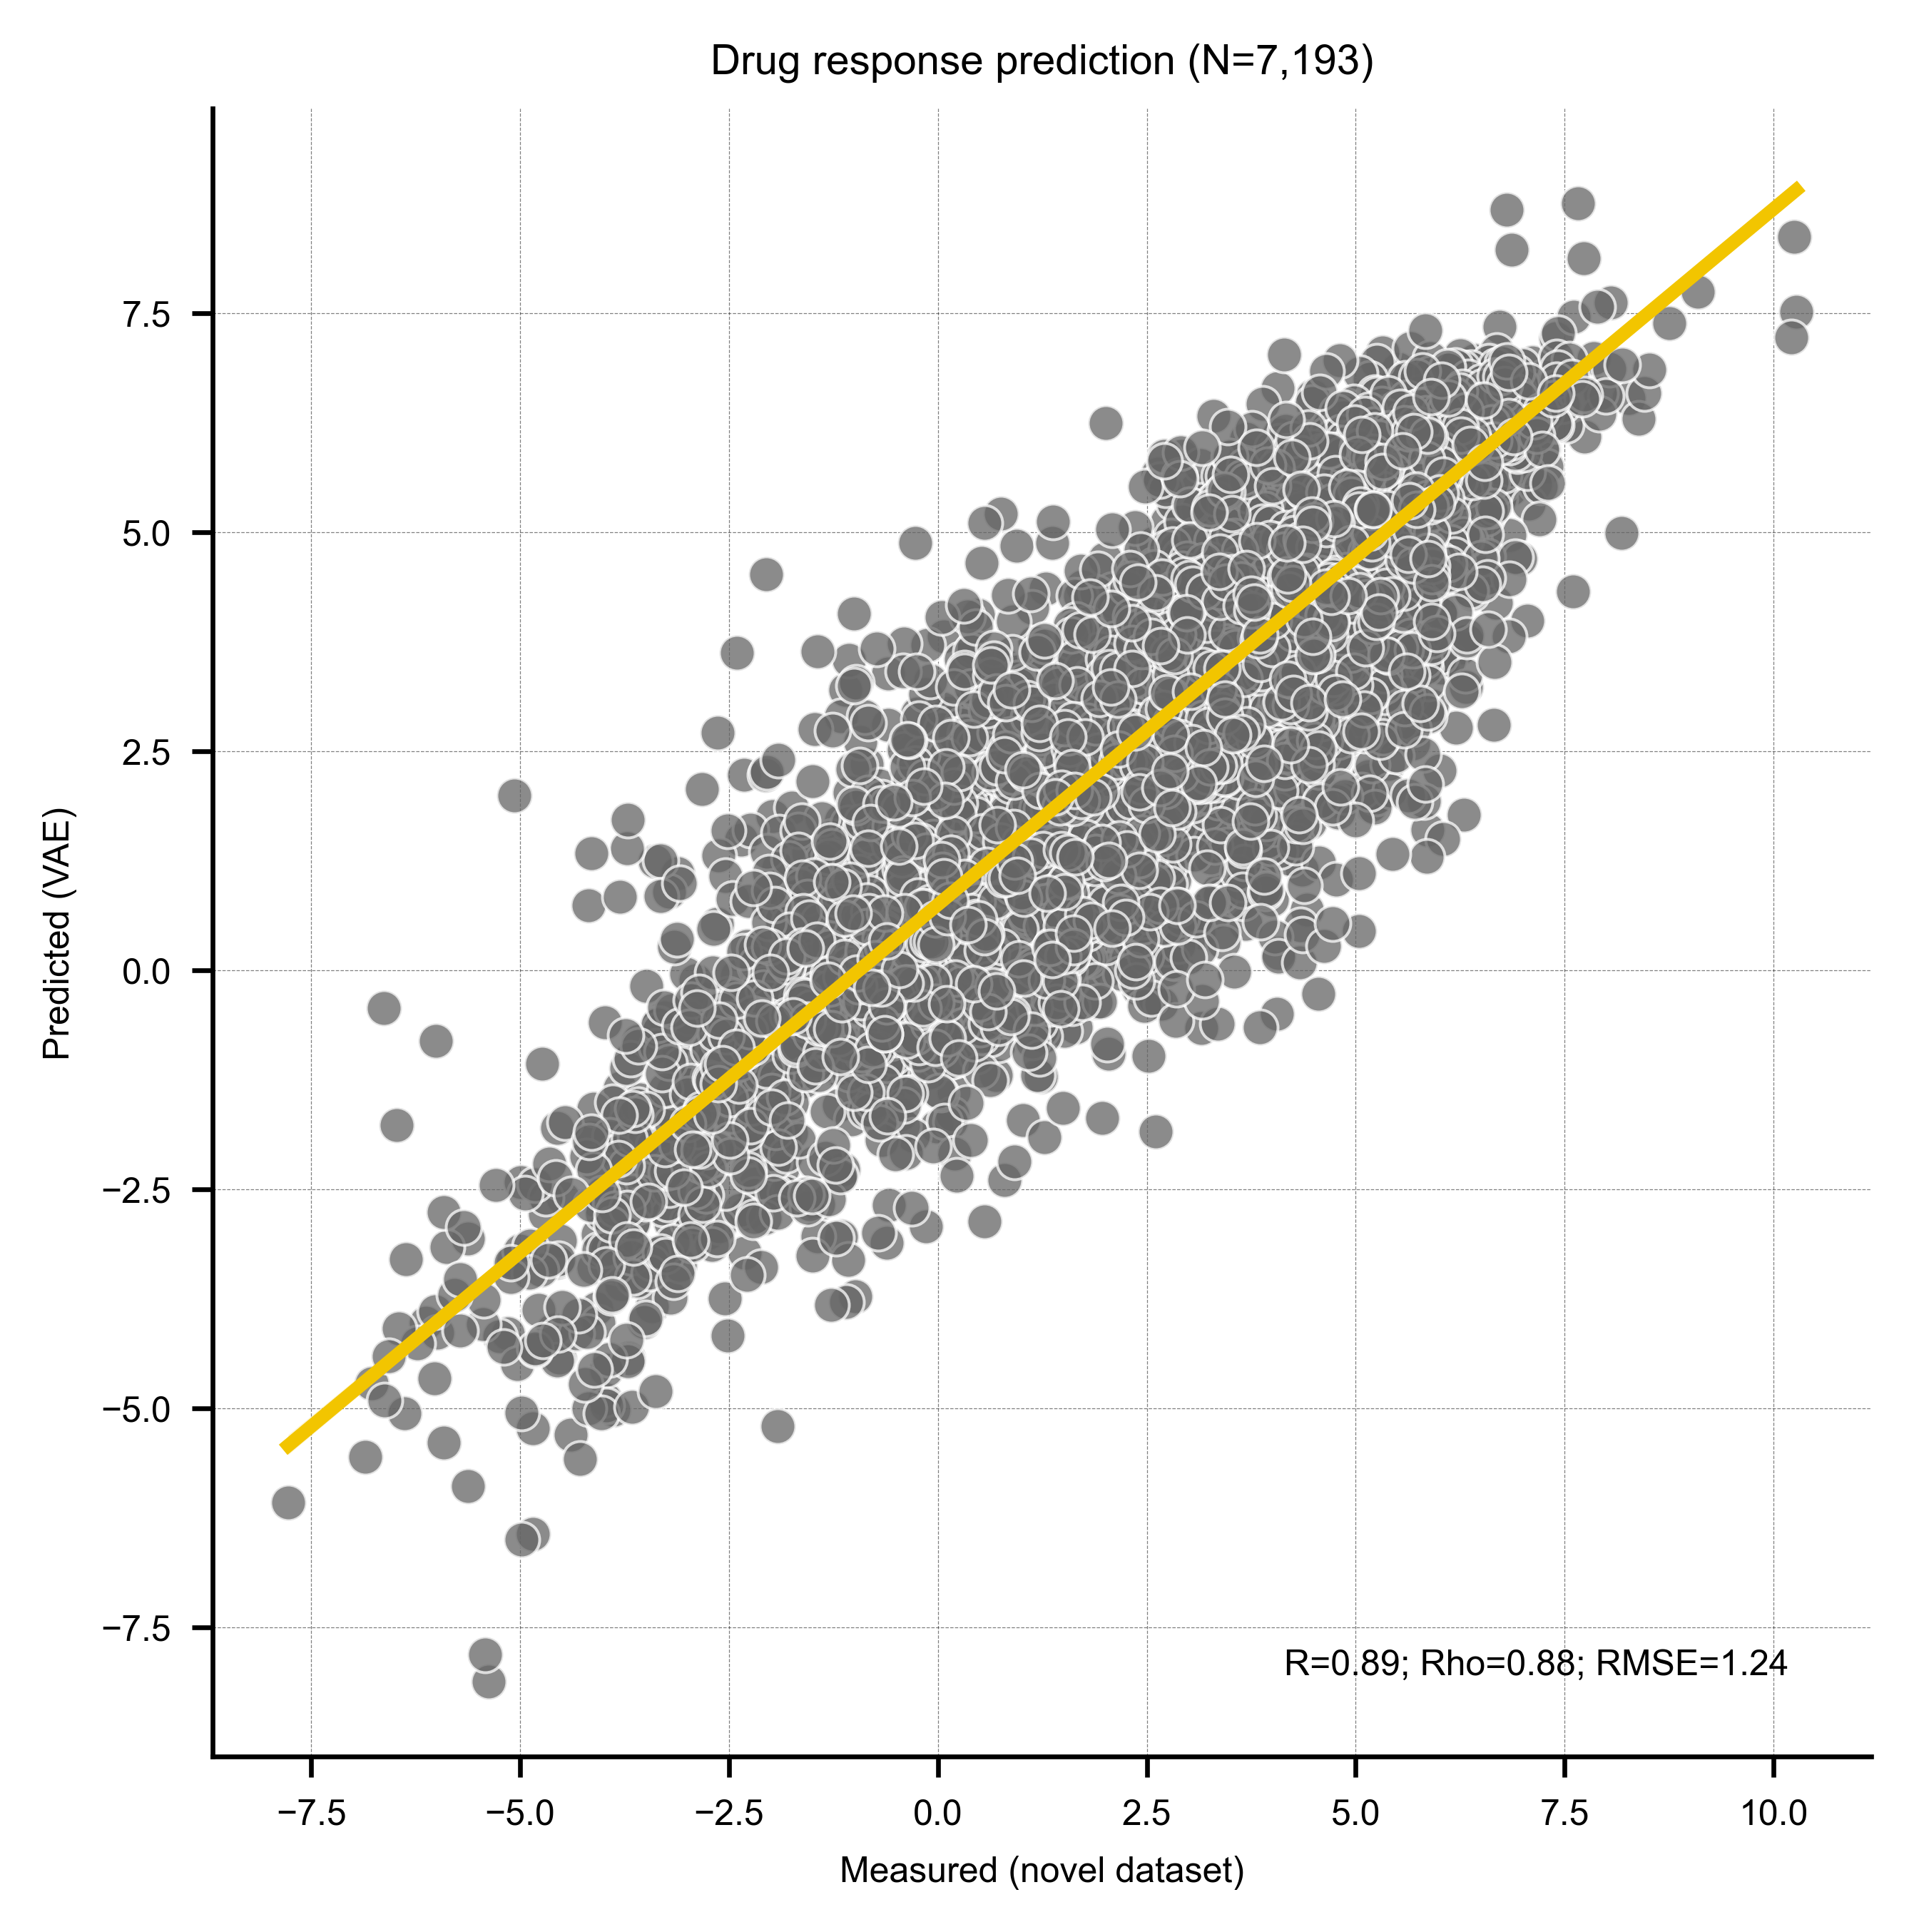 Drug response prediction (N=7,193)
Predicted (VAE)
7.5
5.0
2.5
0.0
−2.5
−5.0
−7.5
R=0.89; Rho=0.88; RMSE=1.24
−7.5 −5.0 −2.5 0.0 2.5 5.0 7.5 10.0
Measured (novel dataset)